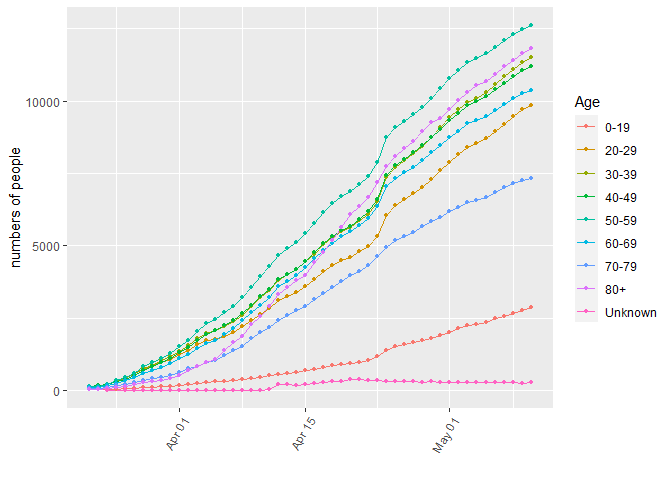 numbers of people
10000
5000
0
Apr 01
Apr 15
May 01
Age
0-19
20-29
30-39
40-49
50-59
60-69
70-79
80+
Unknown